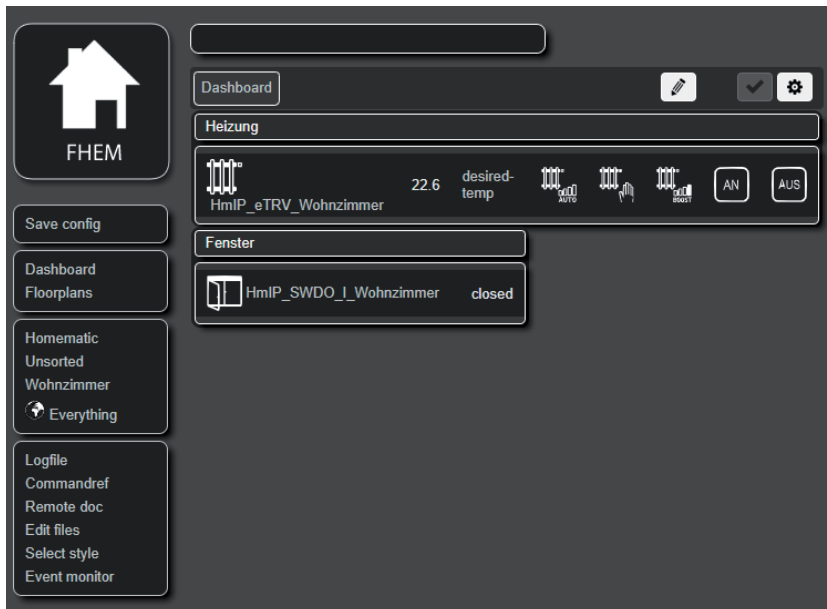 FHEM
Save config
Dashboard
Floorplans
Homematic
Unsorted
Wohnzimmer
Everything
Logfile
Commandref
Remote doc
Edit files
Select style
Event monitor
Dashboard
Heizung
HmIP_eTRV_Wohnzimmer
22.6
desired-
temp
AUTO
BOOST
AN
AUS
Fenster
HmIP_SWDO_I_Wohnzimmer
closed